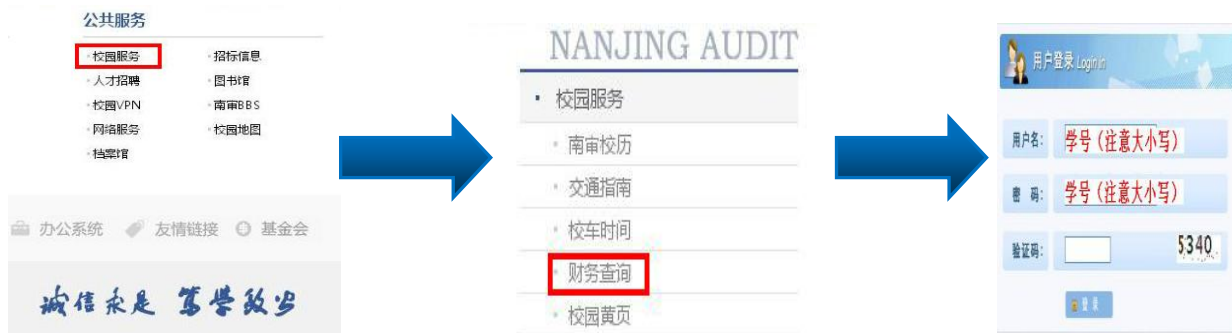 公共服务
·校园服务 ·招标信息
·人才招聘 ·图书馆
·校园VPN ·南审BBS
·网络服务 ·校园地图
·档案馆
办公系统 友情链接 基金会
诚信求是 笃学致公
NANJING AUDIT
· 校园服务
· 南审校历
· 交通指南
· 校车时间
· 财务查询
· 校园黄页
用户登录 Login in
用户名: 学号（注意大小写）
密 码: 学号（注意大小写）
验证码: 5340
登录